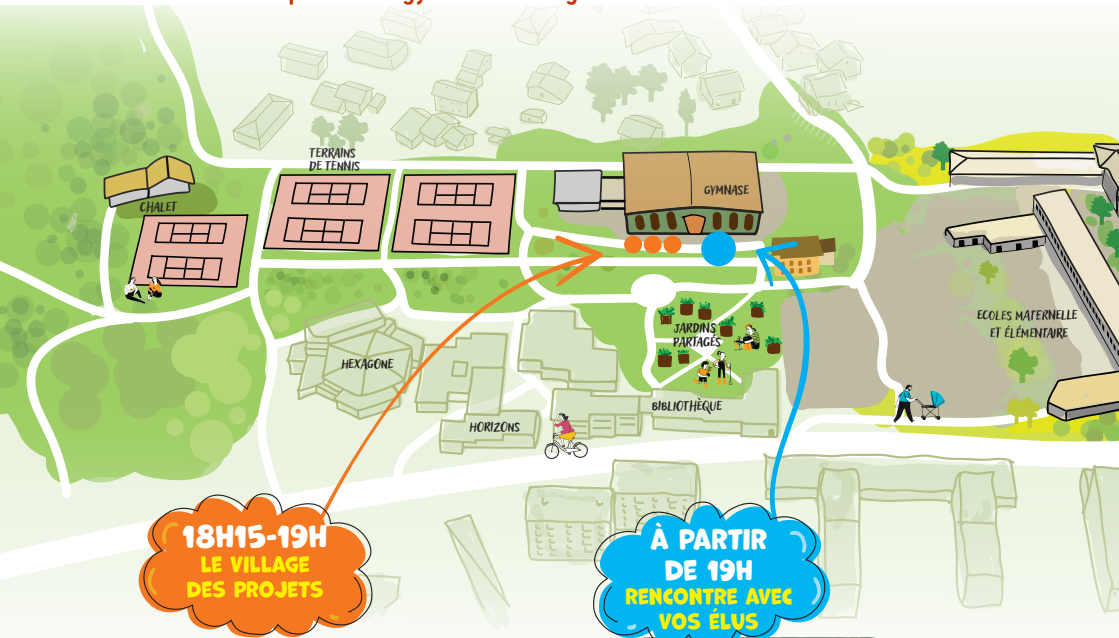 TERRAINS
DE TENNIS
CHALET
GYMNASE
JARDINS
PARTAGÉS
ECOLES MATERNELLE
ET ÉLÉMENTAIRE
HEXAGONE
HORIZONS
BIBLIOTHÈQUE
18H15-19H
LE VILLAGE
DES PROJETS
À PARTIR
DE 19H
RENCONTRE AVEC
VOS ÉLUS